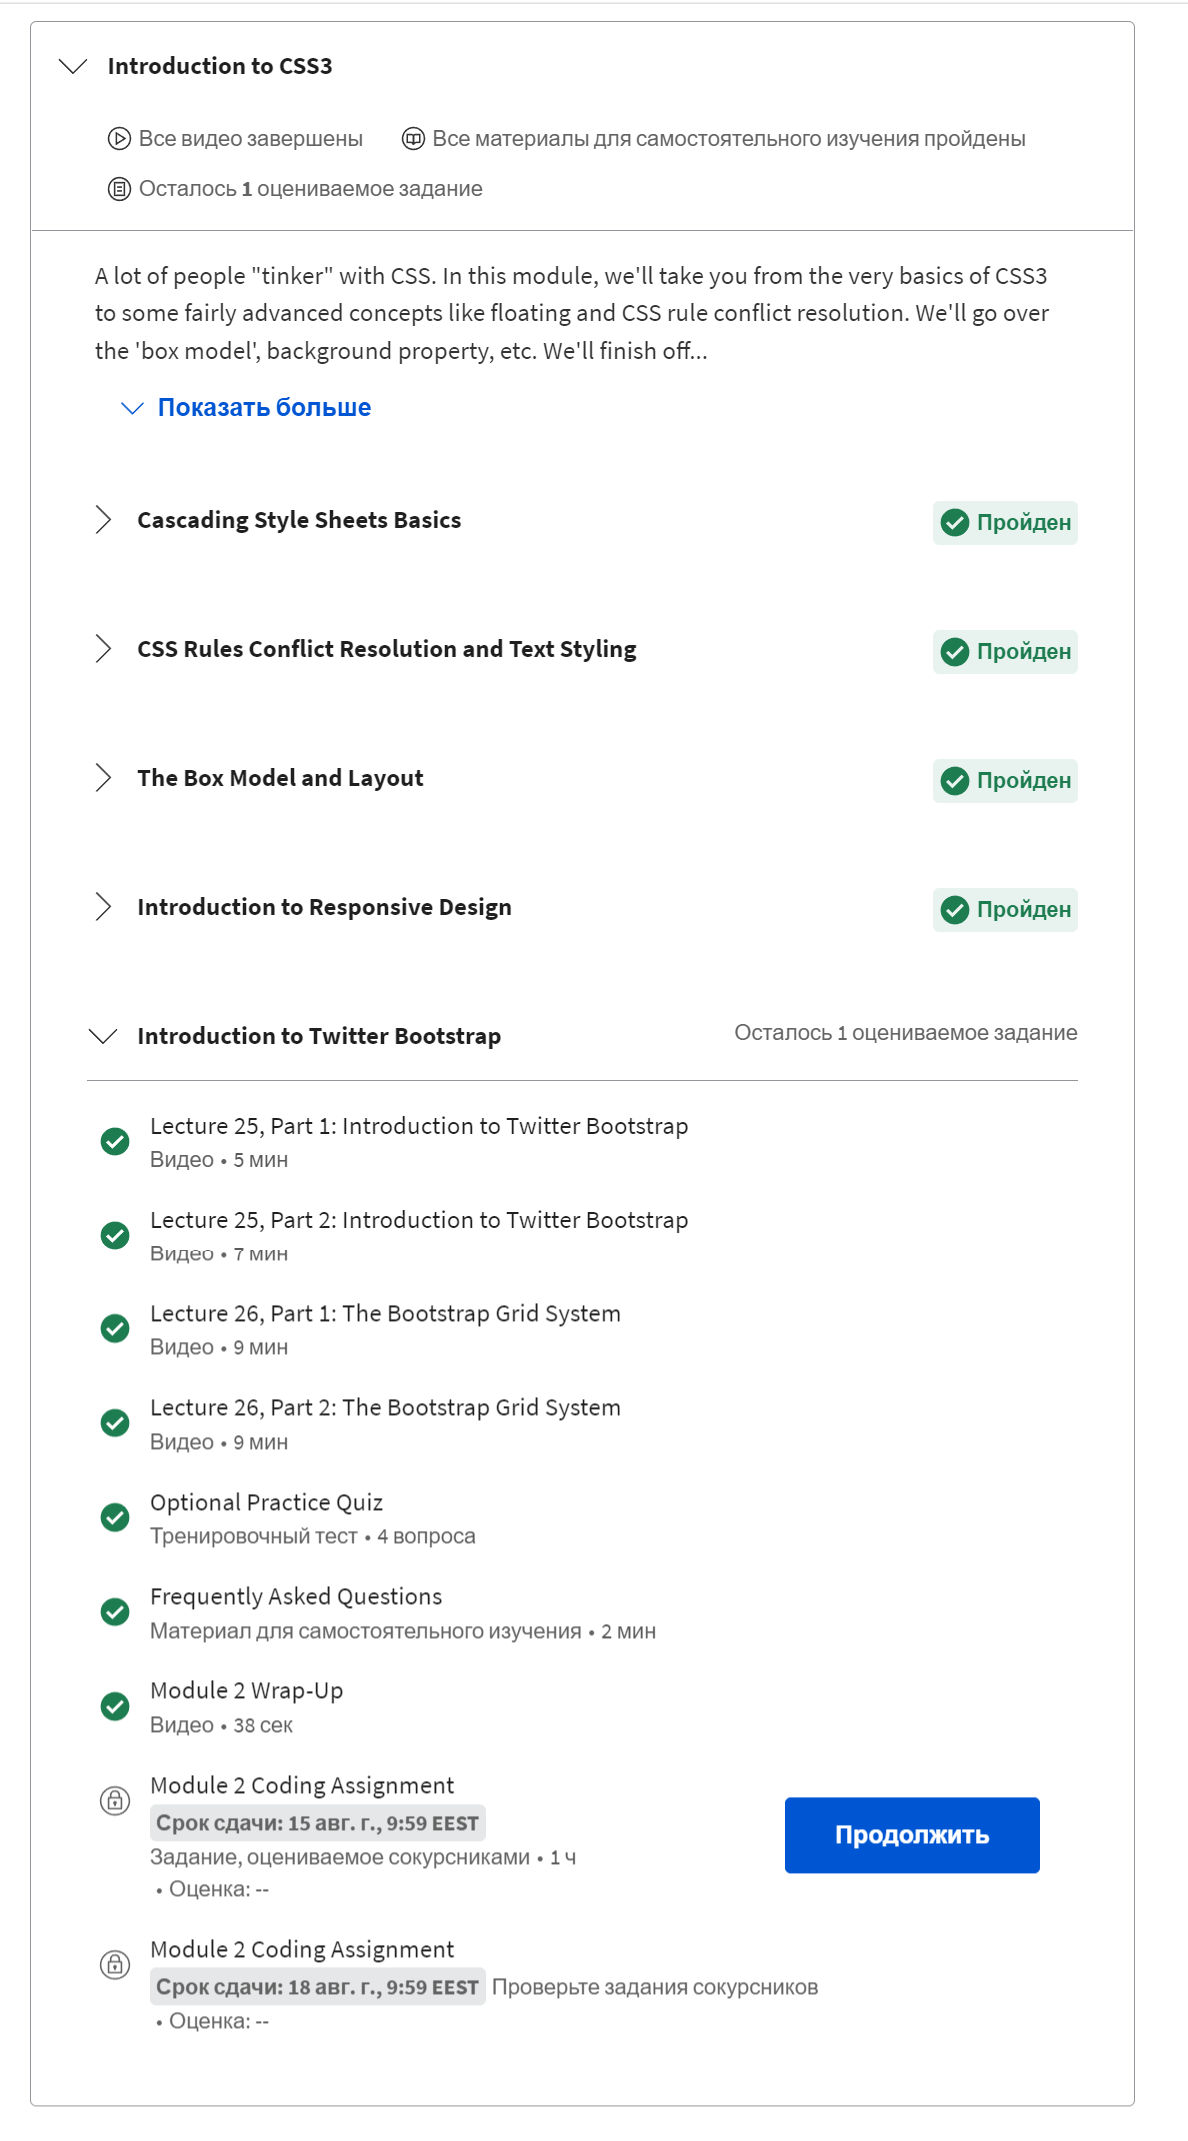 Introduction to CSS3
Все видео завершены Все материалы для самостоятельного изучения пройдены
Осталось 1 оцениваемое задание
A lot of people "tinker" with CSS. In this module, we'll take you from the very basics of CSS3
to some fairly advanced concepts like floating and CSS rule conflict resolution. We'll go over
the 'box model', background property, etc. We'll finish off...
Показать больше
Cascading Style Sheets Basics Пройден
CSS Rules Conflict Resolution and Text Styling Пройден
The Box Model and Layout Пройден
Introduction to Responsive Design Пройден
Introduction to Twitter Bootstrap Осталось 1 оцениваемое задание
Lecture 25, Part 1: Introduction to Twitter Bootstrap
Видео • 5 мин
Lecture 25, Part 2: Introduction to Twitter Bootstrap
Видео • 7 мин
Lecture 26, Part 1: The Bootstrap Grid System
Видео • 9 мин
Lecture 26, Part 2: The Bootstrap Grid System
Видео • 9 мин
Optional Practice Quiz
Тренировочный тест • 4 вопроса
Frequently Asked Questions
Материал для самостоятельного изучения • 2 мин
Module 2 Wrap-Up
Видео • 38 сек
Module 2 Coding Assignment
Срок сдачи: 15 авг. г., 9:59 EEST
Продолжить
Задание, оцениваемое сокурсниками • 1 ч
• Оценка: --
Module 2 Coding Assignment
Срок сдачи: 18 авг. г., 9:59 EEST Проверьте задания сокурсников
• Оценка: --